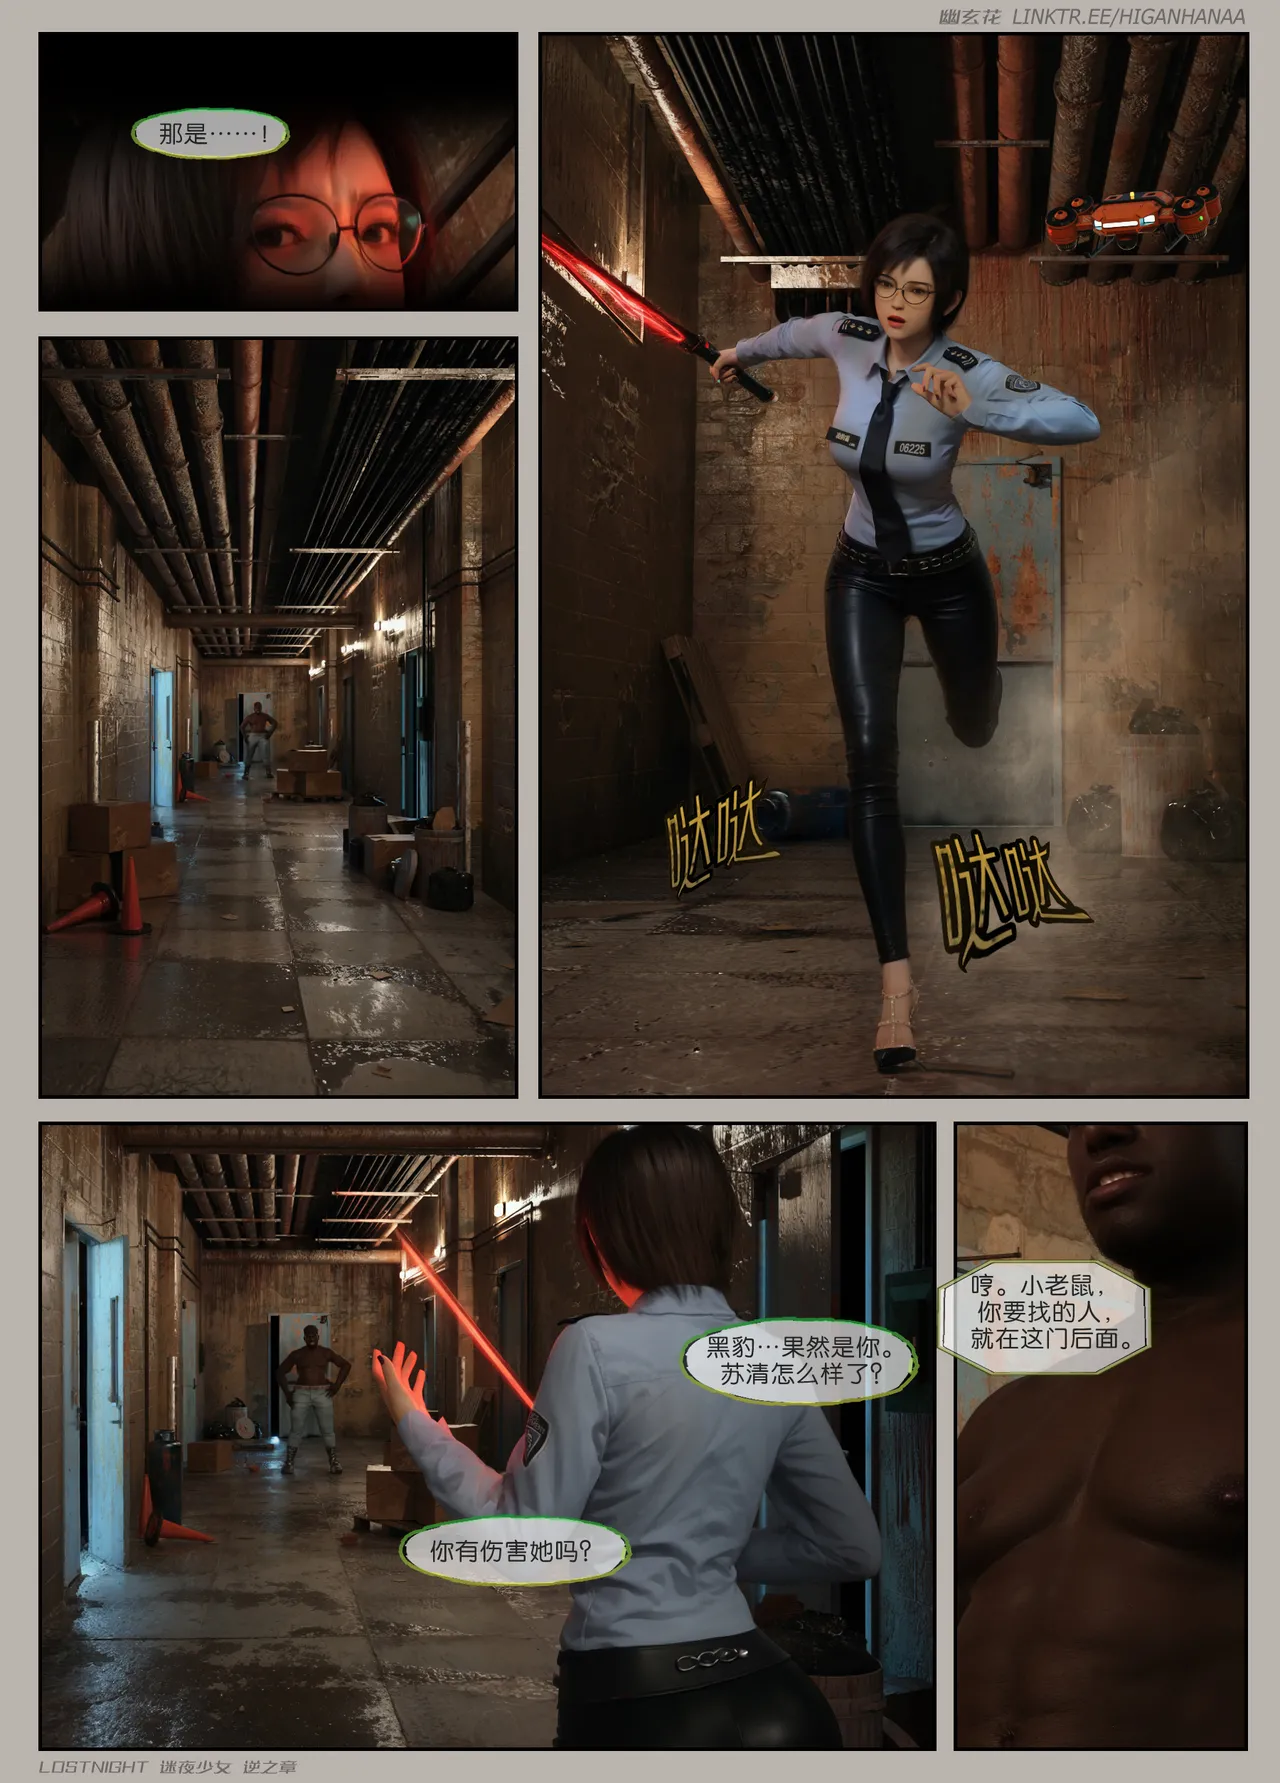 幽玄花 LINKTR.EE/HIGANHANAA
那是……！
06225
哒哒
哒哒
黑豹…果然是你。
苏清怎么样了？
你有伤害她吗？
哼。小老鼠，
你要找的人，
就在这门后面。
LOSTNIGHT 迷夜少女 逆之章